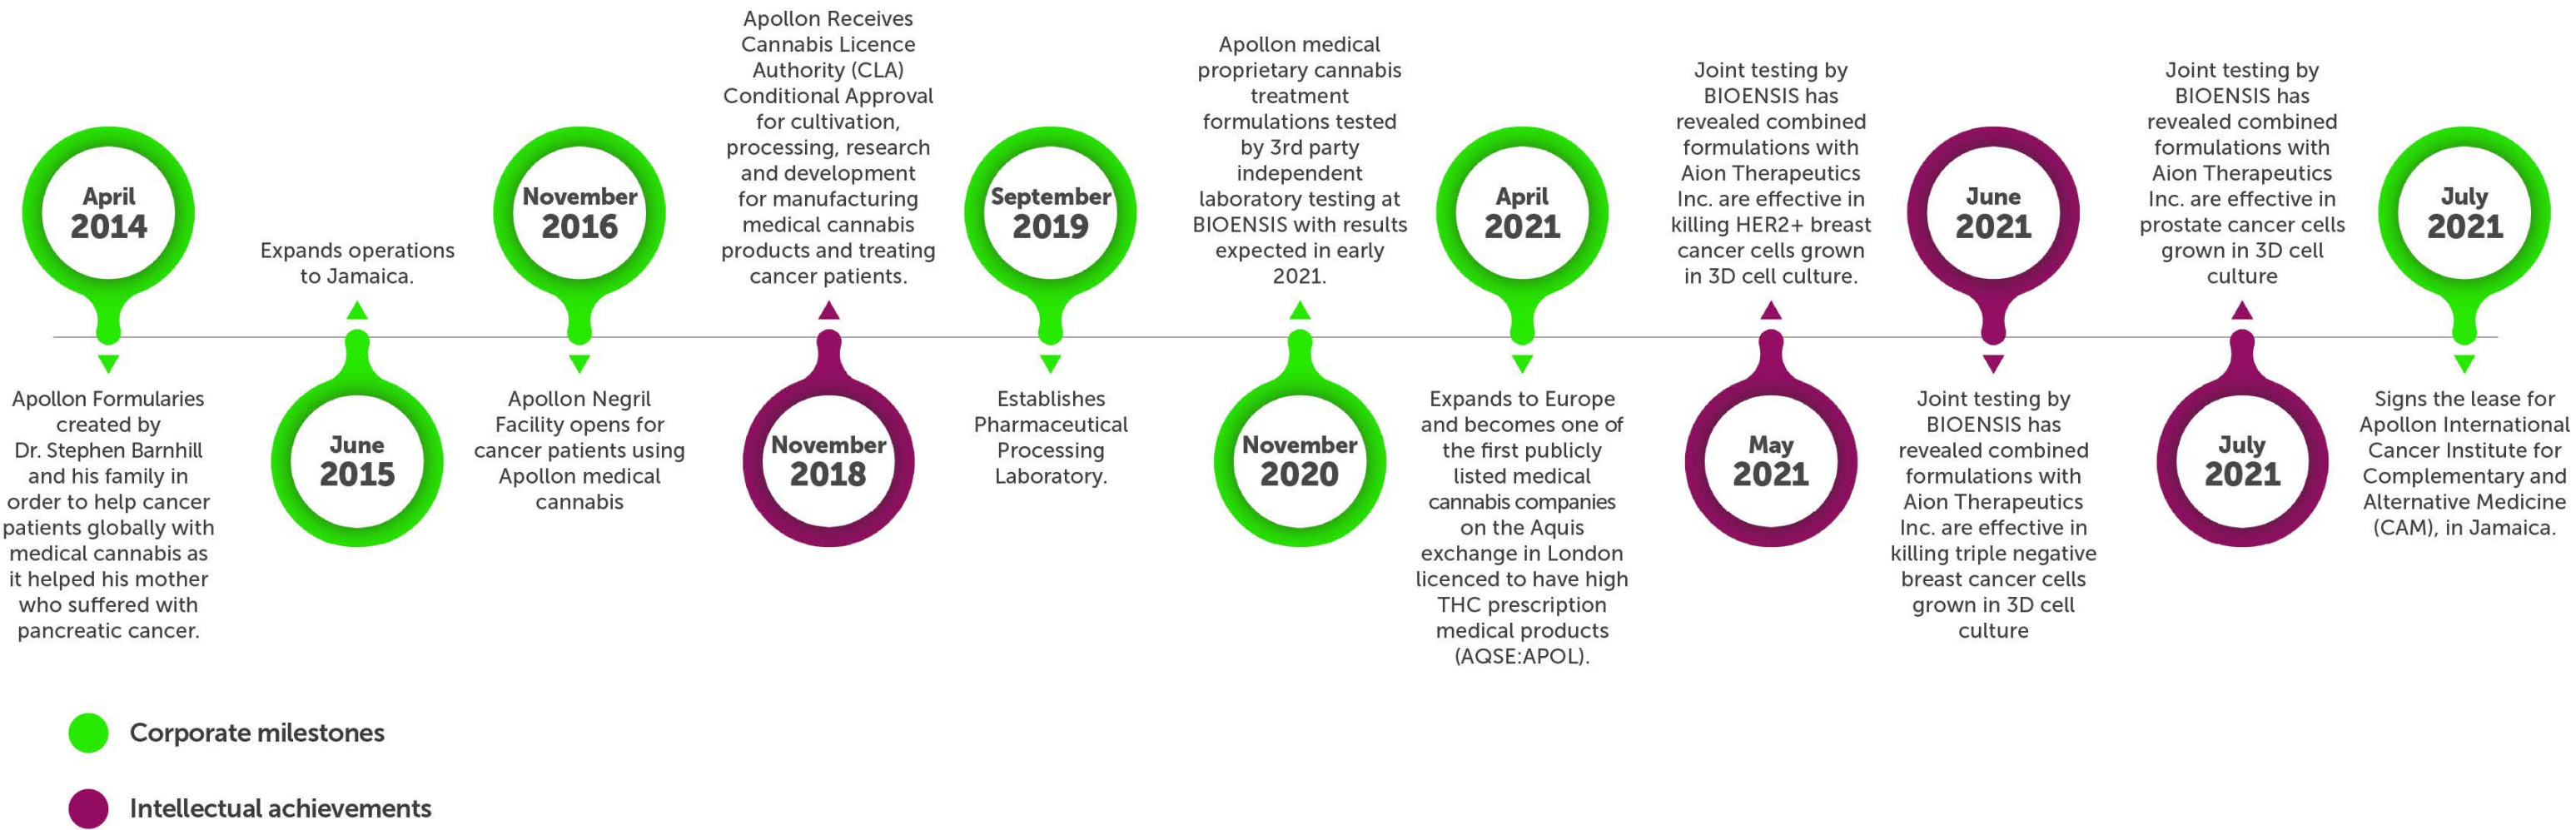 April
2014
Apollon Formularies
created by
Dr. Stephen Barnhill
and his family in
order to help cancer
patients globally with
medical cannabis as
it helped his mother
who suffered with
pancreatic cancer.
Expands operations
to Jamaica.
June
2015
November
2016
Apollon Negril
Facility opens for
cancer patients using
Apollon medical
cannabis
Apollon Receives
Cannabis Licence
Authority (CLA)
Conditional Approval
for cultivation,
processing, research
and development
for manufacturing
medical cannabis
products and treating
cancer patients.
November
2018
September
2019
Establishes
Pharmaceutical
Processing
Laboratory.
Apollon medical
proprietary cannabis
treatment
formulations tested
by 3rd party
independent
laboratory testing at
BIOENSIS with results
expected in early
2021.
November
2020
April
2021
Expands to Europe
and becomes one of
the first publicly
listed medical
cannabis companies
on the Aquis
exchange in London
licenced to have high
THC prescription
medical products
(AQSE:APOL).
Joint testing by
BIOENSIS has
revealed combined
formulations with
Aion Therapeutics
Inc. are effective in
killing HER2+ breast
cancer cells grown
in 3D cell culture.
May
2021
June
2021
Joint testing by
BIOENSIS has
revealed combined
formulations with
Aion Therapeutics
Inc. are effective in
killing triple negative
breast cancer cells
grown in 3D cell
culture
Joint testing by
BIOENSIS has
revealed combined
formulations with
Aion Therapeutics
Inc. are effective in
prostate cancer cells
grown in 3D cell
culture
July
2021
July
2021
Signs the lease for
Apollon International
Cancer Institute for
Complementary and
Alternative Medicine
(CAM), in Jamaica.
Corporate milestones
Intellectual achievements